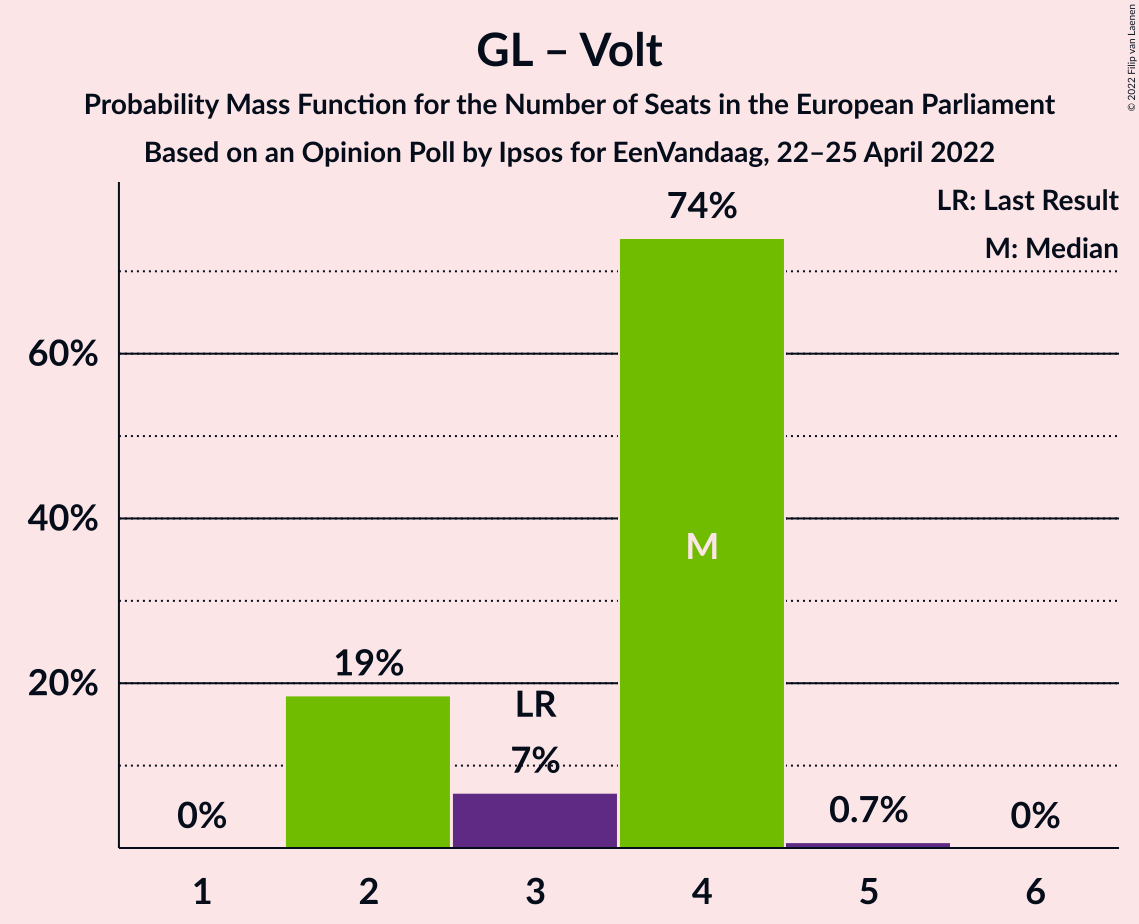 GL – Volt
Probability Mass Function for the Number of Seats in the European Parliament
Based on an Opinion Poll by Ipsos for EenVandaag, 22–25 April 2022
© 2022 Filip van Laenen
LR: Last Result
M: Median
74%
60%
40%
M
19%
20%
LR
7%
0%
0.7%
0%
1 2 3 4 5 6